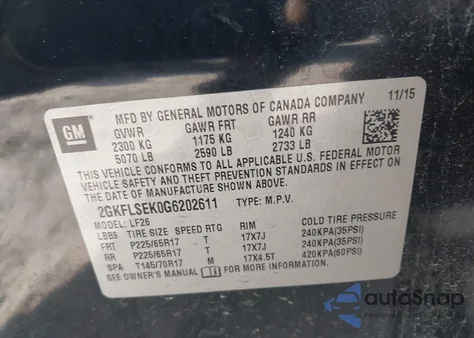 11/15
GM
MFD BY GENERAL MOTORS OF CANADA COMPANY
GVWR GAWR FRT GAWR RR
2300 KG 1175 KG 1240 KG
5070 LB 2590 LB 2733 LB
THIS VEHICLE CONFORMS TO ALL APPLICABLE U.S. FEDERAL MOTOR
VEHICLE SAFETY AND THEFT PREVENTION STANDARDS IN EFFECT ON
THE DATE OF MANUFACTURE SHOWN ABOVE.
2GKFLSEK0G6202611 TYPE: M.P.V.
MODEL: LF26
LBB9 TIRE SIZE SPEED RTG RIM COLD TIRE PRESSURE
FRT P225/65R17 T 17X7J 240KPA(35PSI)
RR P225/65R17 T 17X7J 240KPA(35PSI)
SPA T145/70R17 M 17X4.5T 420KPA(60PSI)
SEE OWNER'S MANUAL FOR MORE INFORMATION
autoSnap